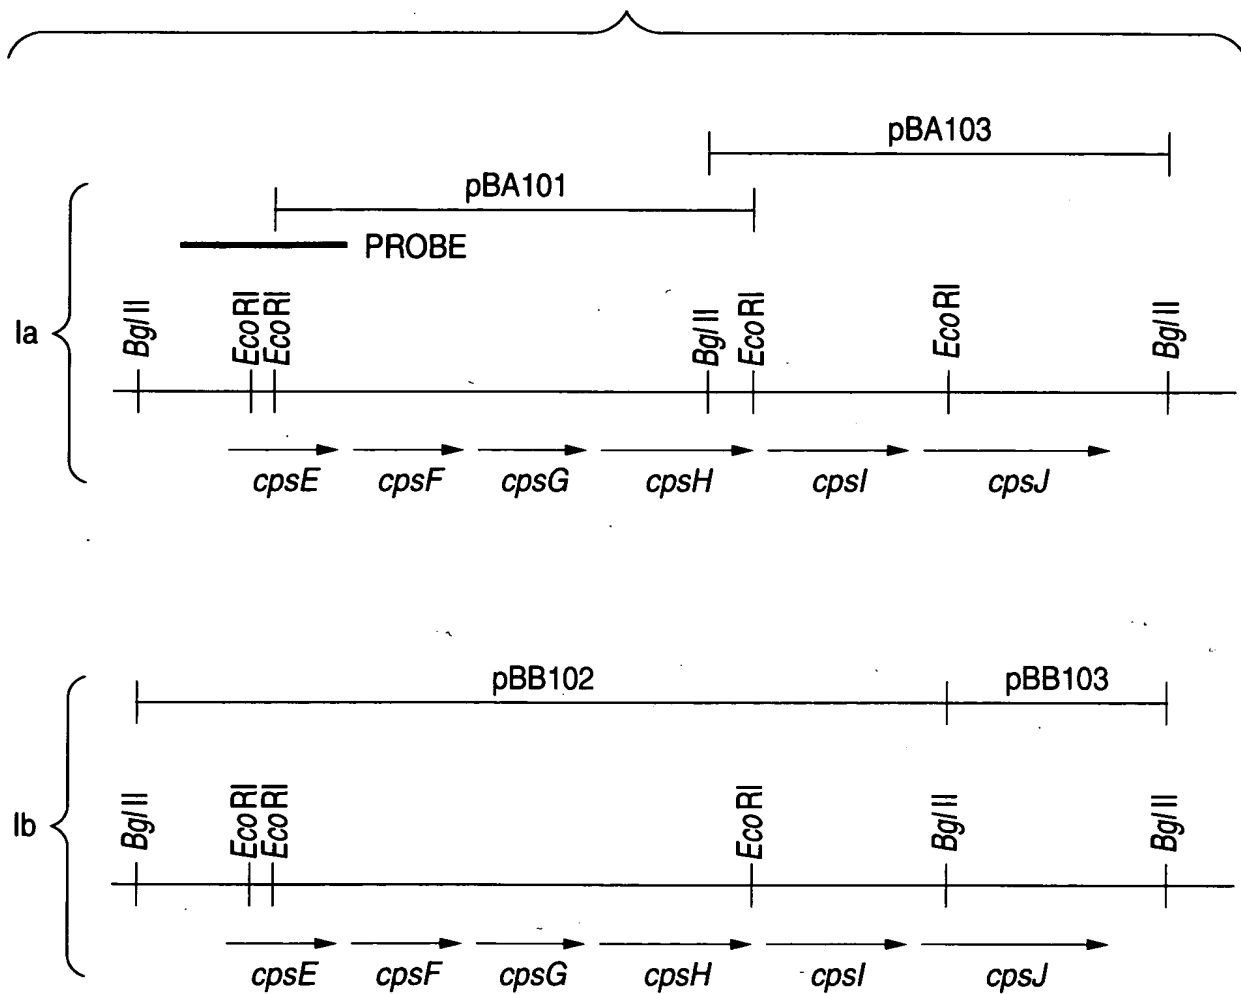 pBA103
pBA101
PROBE
Ia
BglII
EcoRI
EcoRI
BglII
EcoRI
EcoRI
BglII
cpsE
cpsF
cpsG
cpsH
cpsI
cpsJ
pBB102
pBB103
Ib
BglII
EcoRI
EcoRI
EcoRI
BglII
BglII
cpsE
cpsF
cpsG
cpsH
cpsI
cpsJ